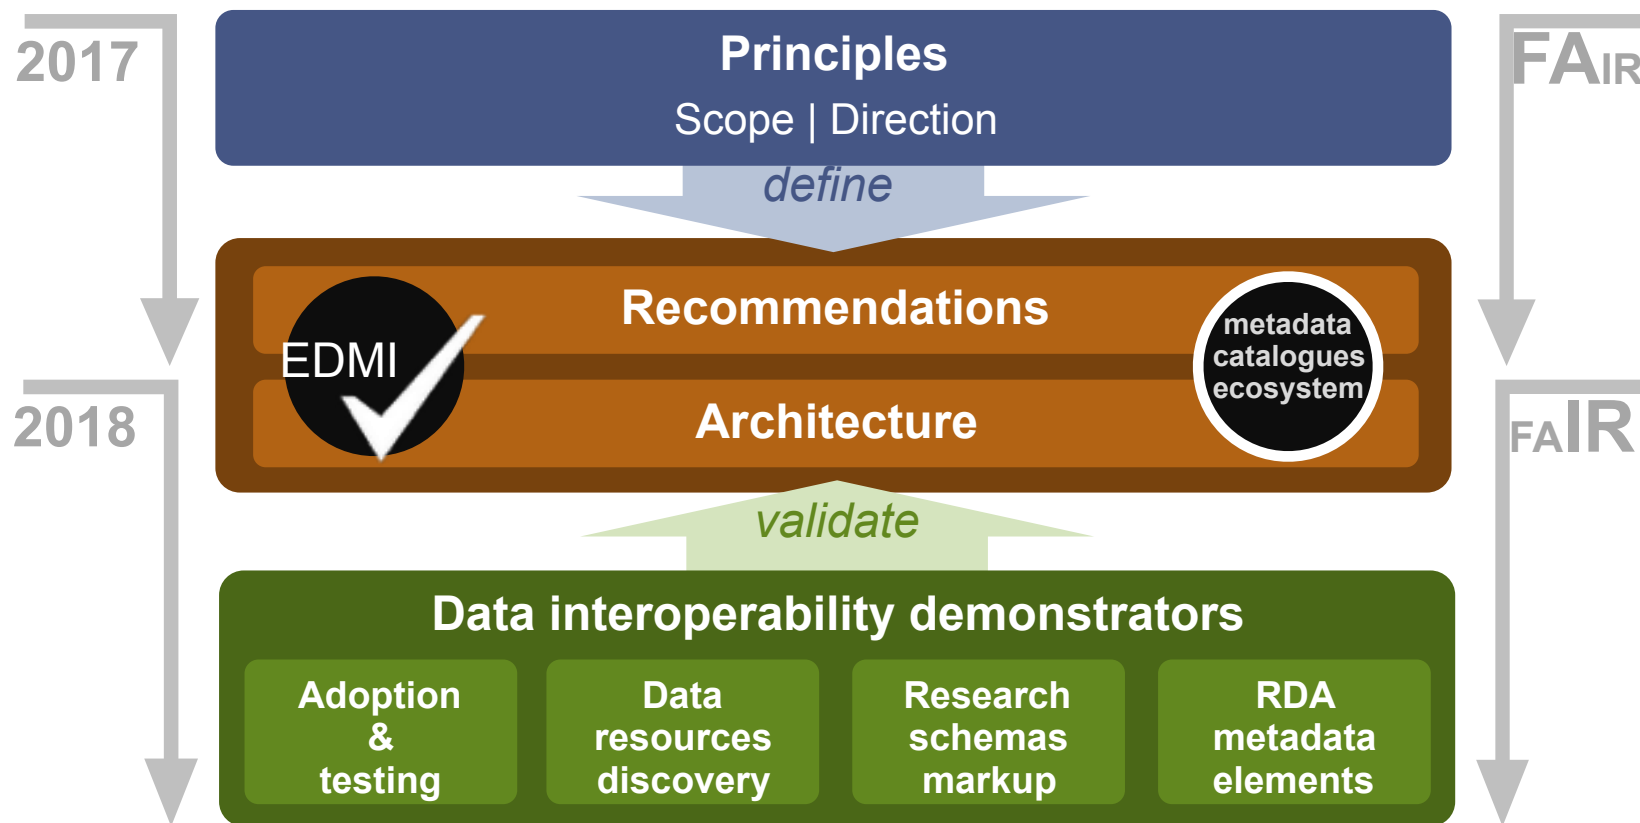 2017
Principles
FAIR
Scope | Direction
define
Recommendations
EDMI
metadata
catalogues
ecosystem
2018
Architecture
FAIR
validate
Data interoperability demonstrators
Adoption
&
testing
Data
resources
discovery
Research
schemas
markup
RDA
metadata
elements